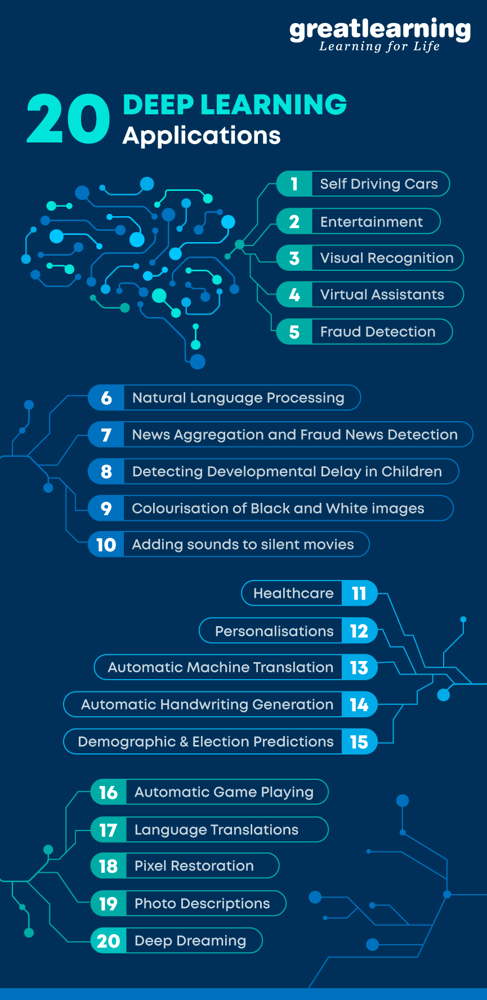 greatlearning
Learning for Life
20 DEEP LEARNING
Applications
1 Self Driving Cars
2 Entertainment
3 Visual Recognition
4 Virtual Assistants
5 Fraud Detection
6 Natural Language Processing
7 News Aggregation and Fraud News Detection
8 Detecting Developmental Delay in Children
9 Colourisation of Black and White images
10 Adding sounds to silent movies
Healthcare 11
Personalisations 12
Automatic Machine Translation 13
Automatic Handwriting Generation 14
Demographic & Election Predictions 15
16 Automatic Game Playing
17 Language Translations
18 Pixel Restoration
19 Photo Descriptions
20 Deep Dreaming